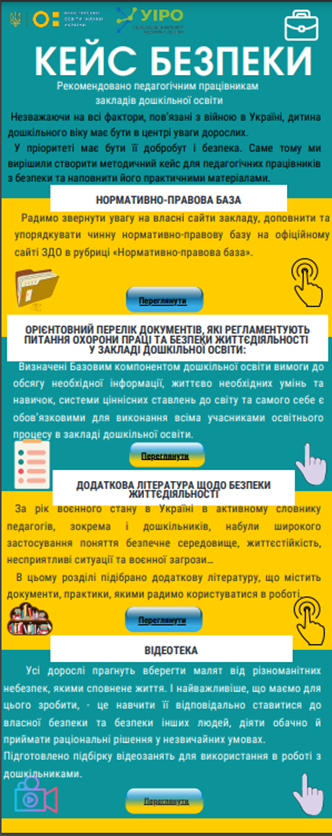 МІНІСТЕРСТВО
ОСВІТИ І НАУКИ
УКРАЇНИ
УІРО
КЕЙС БЕЗПЕКИ
Рекомендовано педагогічним працівникам
закладів дошкільної освіти
Незважаючи на всі фактори, пов'язані з війною в Україні, дитина
дошкільного віку має бути в центрі уваги дорослих.
У пріоритеті має бути її добробут і безпека. Саме тому ми
вирішили створити методичний кейс для педагогічних працівників
з безпеки та наповнити його практичними матеріалами.
НОРМАТИВНО-ПРАВОВА БАЗА
Радимо звернути увагу на власні сайти закладу, доповнити та
упорядкувати чинну нормативно-правову базу на офіційному
сайті ЗДО в рубриці «Нормативно-правова база».
Переглянути
ОРІЄНТОВНИЙ ПЕРЕЛІК ДОКУМЕНТІВ, ЯКІ РЕГЛАМЕНТУЮТЬ
ПИТАННЯ ОХОРОНИ ПРАЦІ ТА БЕЗПЕКИ ЖИТТЄДІЯЛЬНОСТІ
У ЗАКЛАДІ ДОШКІЛЬНОЇ ОСВІТИ:
Визначені Базовим компонентом дошкільної освіти вимоги до
обсягу необхідної інформації, життєво необхідних умінь та
навичок, системи ціннісних ставлень до світу та самого себе є
обов'язковими для виконання всіма учасниками освітнього
процесу в закладі дошкільної освіти.
Переглянути
ДОДАТКОВА ЛІТЕРАТУРА ЩОДО БЕЗПЕКИ
ЖИТТЄДІЯЛЬНОСТІ
За рік воєнного стану в Україні в активному словнику
педагогів, зокрема і дошкільників, набули широкого
застосування поняття безпечне середовище, життєстійкість,
несприятливі ситуації та воєнної загрози...
В цьому розділі підібрано додаткову літературу, що містить
документи, практики, якими радимо користуватися в роботі.
Переглянути
ВІДЕОТЕКА
Усі дорослі прагнуть вберегти малят від різноманітних
небезпек, якими сповнене життя. І найважливіше, що маємо для
цього зробити, - це навчити її відповідально ставитися до
власної безпеки та безпеки інших людей, діяти обачно й
приймати раціональні рішення у незвичайних умовах.
Підготовлено підбірку відеозанять для використання в роботі з
дошкільниками.
Переглянути